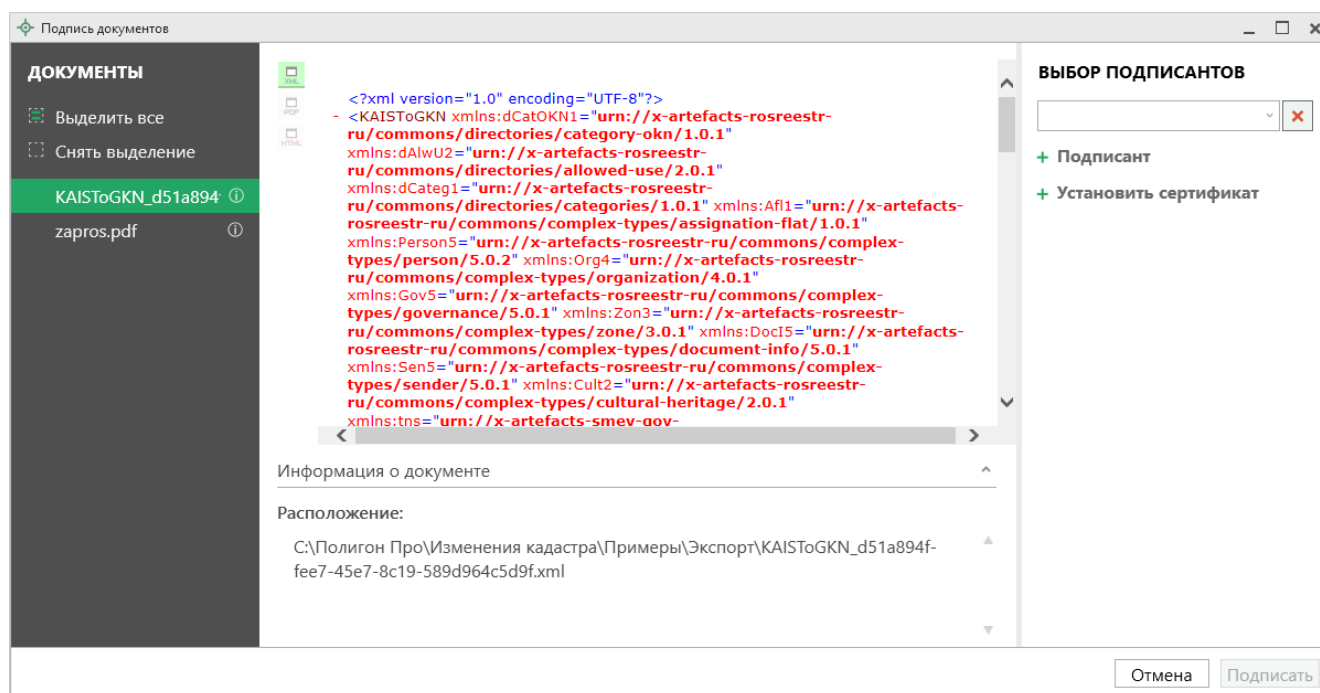 Подпись документов
ДОКУМЕНТЫ
Выделить все
Снять выделение
KAISToGKN_d51a894
zapros.pdf
XML
PDF
HTML
<?xml version="1.0" encoding="UTF-8"?>
- <KAISToGKN xmlns:dCatOKN1="urn://x-artefacts-rosreestr-
ru/commons/directories/category-okn/1.0.1"
xmlns:dAlwU2="urn://x-artefacts-rosreestr-
ru/commons/directories/allowed-use/2.0.1"
xmlns:dCateg1="urn://x-artefacts-rosreestr-
ru/commons/directories/categories/1.0.1" xmlns:Afl1="urn://x-artefacts-
rosreestr-ru/commons/complex-types/assignation-flat/1.0.1"
xmlns:Person5="urn://x-artefacts-rosreestr-ru/commons/complex-
types/person/5.0.2" xmlns:Org4="urn://x-artefacts-rosreestr-
ru/commons/complex-types/organization/4.0.1"
xmlns:Gov5="urn://x-artefacts-rosreestr-ru/commons/complex-
types/governance/5.0.1" xmlns:Zon3="urn://x-artefacts-rosreestr-
ru/commons/complex-types/zone/3.0.1" xmlns:DocI5="urn://x-artefacts-
rosreestr-ru/commons/complex-types/document-info/5.0.1"
xmlns:Sen5="urn://x-artefacts-rosreestr-ru/commons/complex-
types/sender/5.0.1" xmlns:Cult2="urn://x-artefacts-rosreestr-
ru/commons/complex-types/cultural-heritage/2.0.1"
xmlns:tns="urn://x-artefacts-smev-gov-
Информация о документе
Расположение:
C:\Полигон Про\Изменения кадастра\Примеры\Экспорт\KAISToGKN_d51a894f-
fee7-45e7-8c19-589d964c5d9f.xml
ВЫБОР ПОДПИСАНТОВ
+ Подписант
+ Установить сертификат
Отмена
Подписать